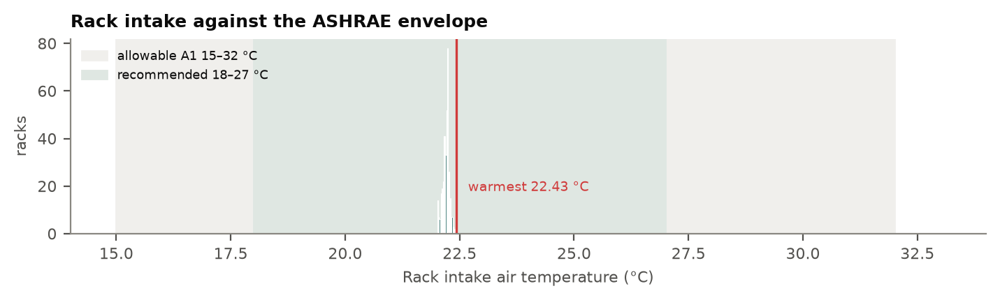 Rack intake against the ASHRAE envelope
allowable A1 15–32 °C
recommended 18–27 °C
80
60
40
20
0
racks
warmest 22.43 °C
15.0 17.5 20.0 22.5 25.0 27.5 30.0 32.5
Rack intake air temperature (°C)